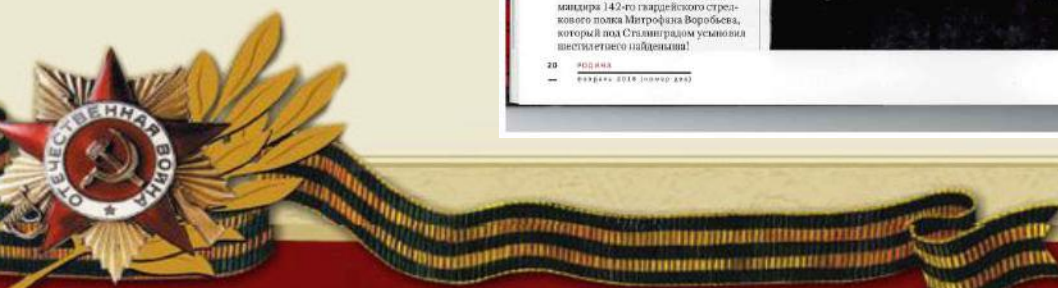 мандира 142-го гвардейского стрел-
кового полка Митрофана Воробьева,
который под Сталинградом усыновил
шестилетнего найденыша!
20 РОДИНА
февраль 2018 (номер два)
ОТЕЧЕСТВЕННАЯ ВОЙНА